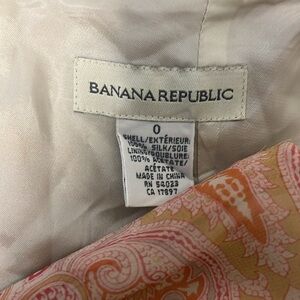 BANANA REPUBLIC
0
SHELL/EXTÉRIEUR:
100% SILK/SOIE
LINING/DOUBLURE:
100% ACETATE/
ACÉTATE
MADE IN CHINA
RN 54023
CA 17897